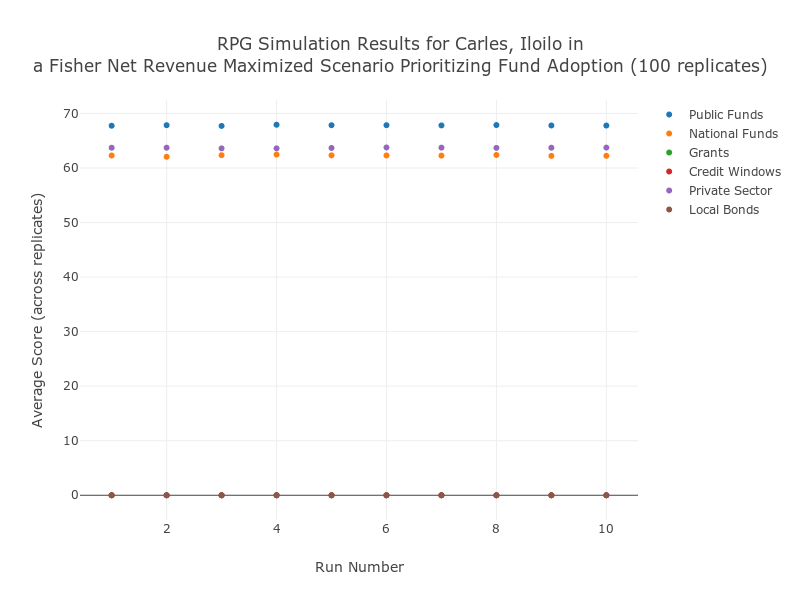 RPG Simulation Results for Carles, Iloilo in
a Fisher Net Revenue Maximized Scenario Prioritizing Fund Adoption (100 replicates)
Average Score (across replicates)
70
60
50
40
30
20
10
0
2
4
6
8
10
Run Number
Public Funds
National Funds
Grants
Credit Windows
Private Sector
Local Bonds